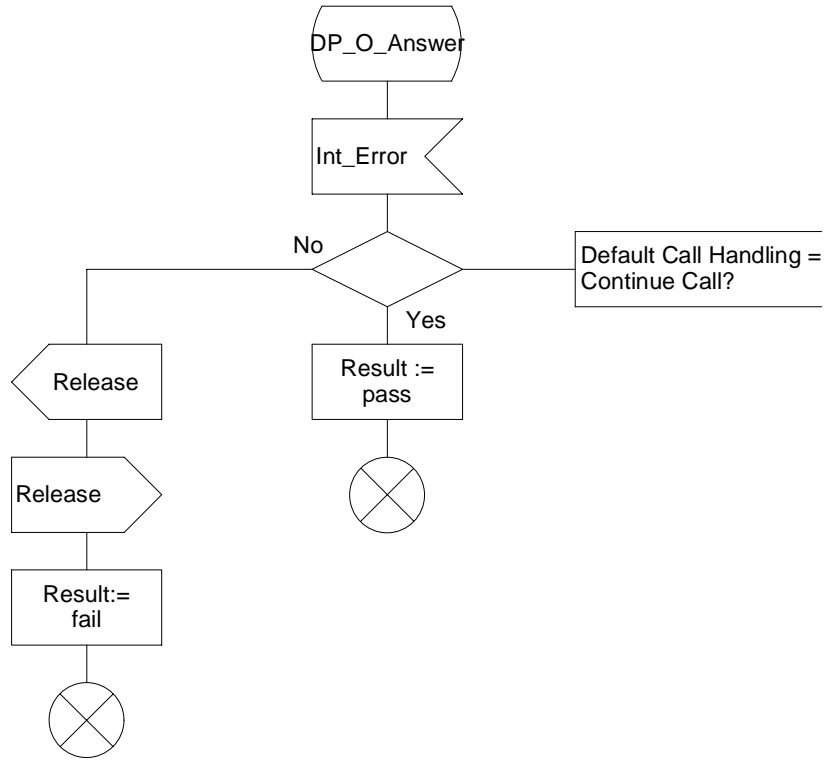 DP_O_Answer
Int_Error
No
Default Call Handling =
Continue Call?
Yes
Release
Result :=
pass
Release
Result:=
fail